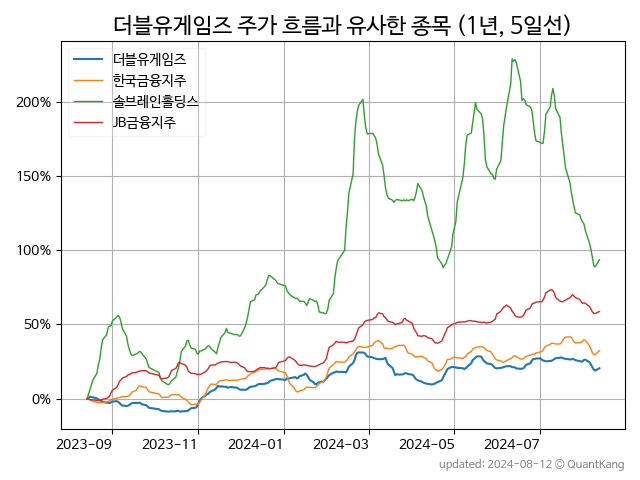 더블유게임즈 주가 흐름과 유사한 종목 (1년, 5일선)
더블유게임즈
한국금융지주
솔브레인홀딩스
JB금융지주
200%
150%
100%
50%
0%
2023-09 2023-11 2024-01 2024-03 2024-05 2024-07
updated: 2024-08-12 © QuantKang